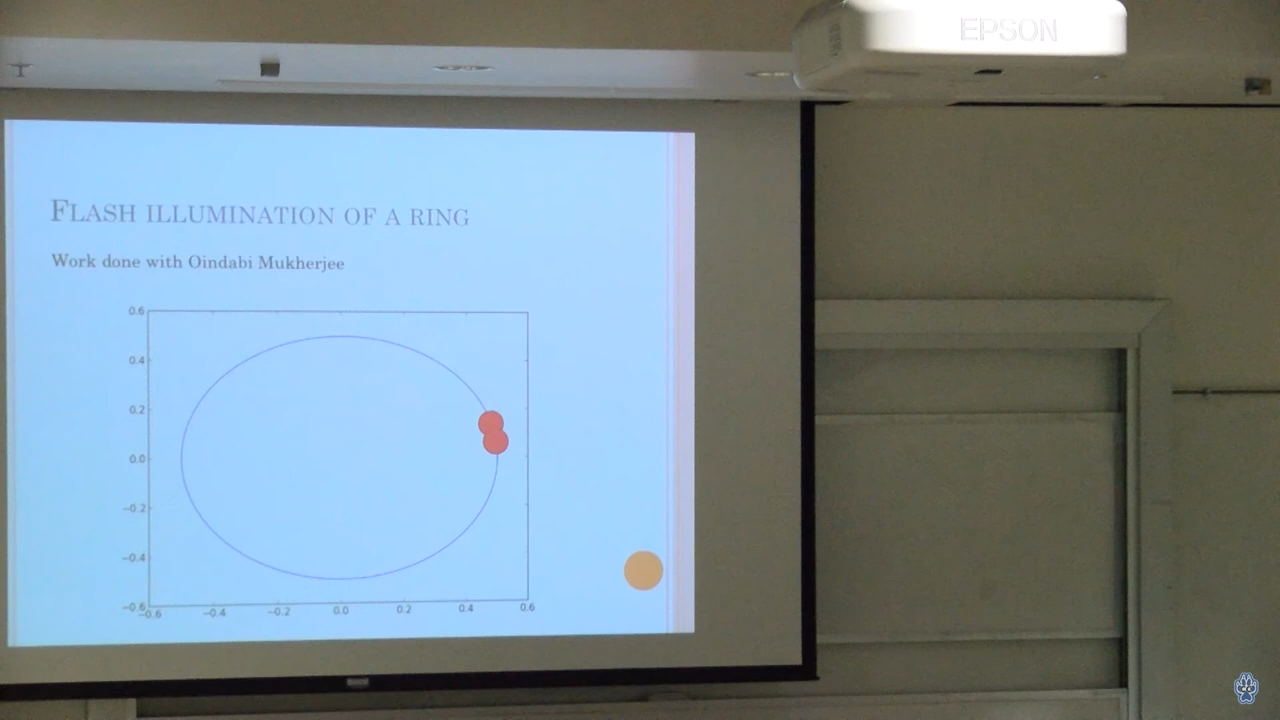 EPSON
FLASH ILLUMINATION OF A RING
Work done with Oindabi Mukherjee
0.6
0.4
0.2
0.0
−0.2
−0.4
−0.6
−0.6 −0.4 −0.2 0.0 0.2 0.4 0.6